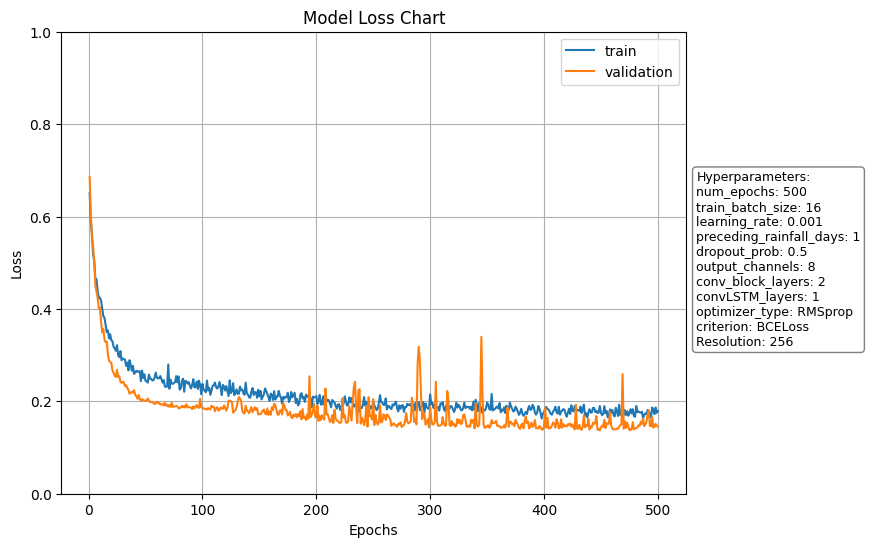 Model Loss Chart
train
validation
1.0
0.8
0.6
0.4
0.2
0.0
Loss
0
100
200
300
400
500
Epochs
Hyperparameters:
num_epochs: 500
train_batch_size: 16
learning_rate: 0.001
preceding_rainfall_days: 1
dropout_prob: 0.5
output_channels: 8
conv_block_layers: 2
convLSTM_layers: 1
optimizer_type: RMSprop
criterion: BCELoss
Resolution: 256